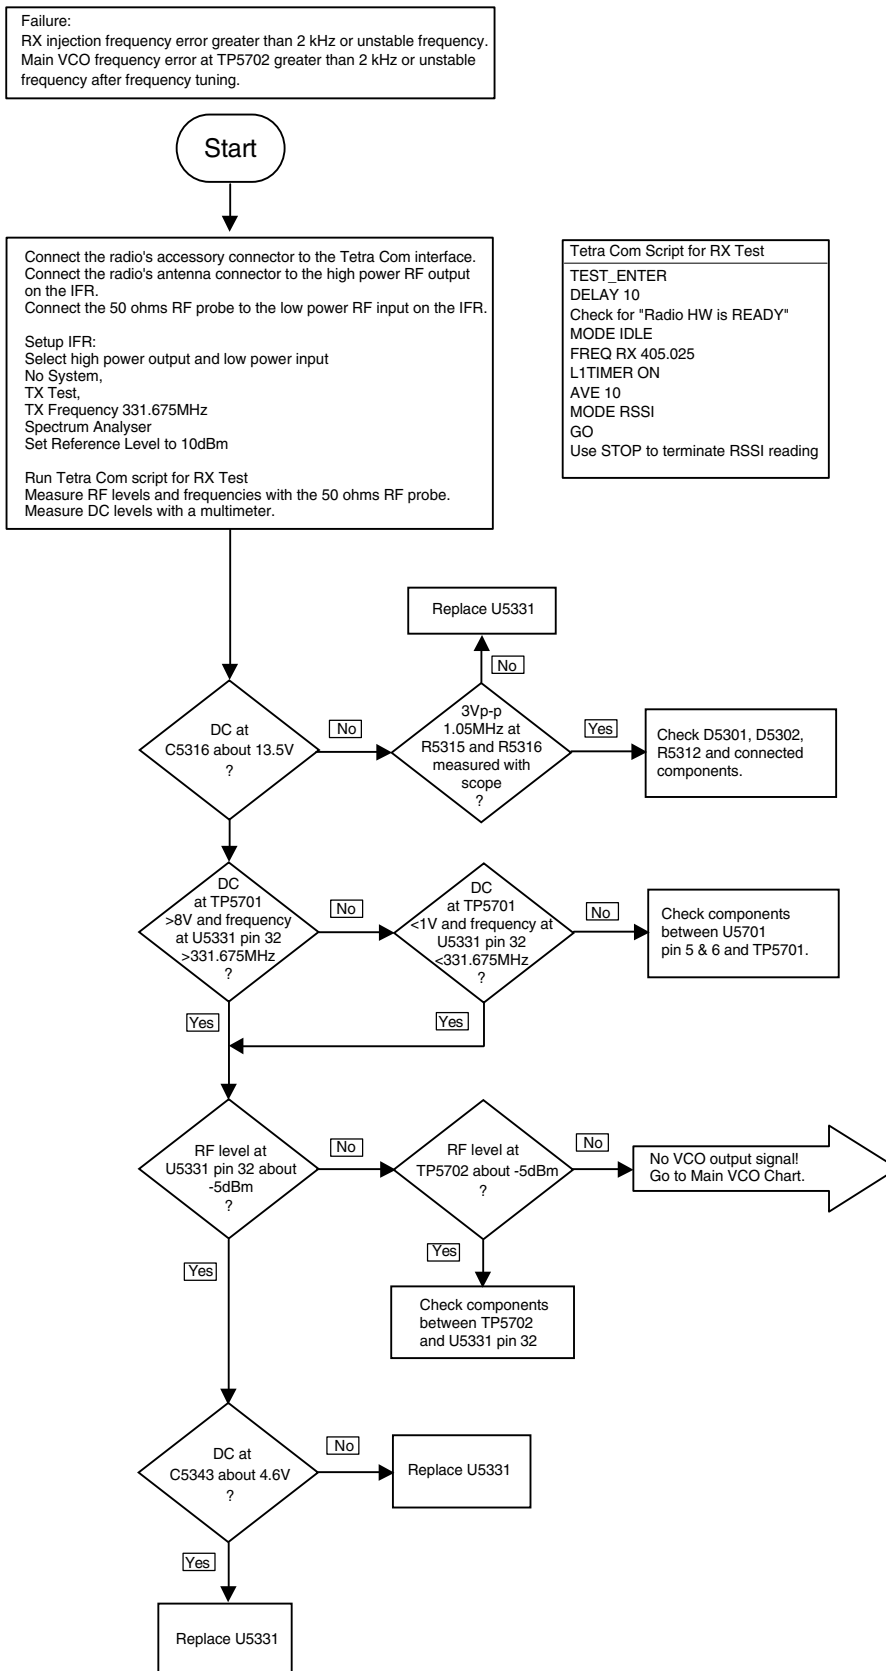 Failure:
RX injection frequency error greater than 2 kHz or unstable frequency.
Main VCO frequency error at TP5702 greater than 2 kHz or unstable
frequency after frequency tuning.
Start
Connect the radio's accessory connector to the Tetra Com interface.
Connect the radio's antenna connector to the high power RF output
on the IFR.
Connect the 50 ohms RF probe to the low power RF input on the IFR.
Setup IFR:
Select high power output and low power input
No System,
TX Test,
TX Frequency 331.675MHz
Spectrum Analyser
Set Reference Level to 10dBm
Run Tetra Com script for RX Test
Measure RF levels and frequencies with the 50 ohms RF probe.
Measure DC levels with a multimeter.
Tetra Com Script for RX Test
TEST_ENTER
DELAY 10
Check for "Radio HW is READY"
MODE IDLE
FREQ RX 405.025
L1TIMER ON
AVE 10
MODE RSSI
GO
Use STOP to terminate RSSI reading
Replace U5331
No
DC at
C5316 about 13.5V
?
No
3Vp-p
1.05MHz at
R5315 and R5316
measured with
scope
?
Yes
Check D5301, D5302,
R5312 and connected
components.
DC
at TP5701
>8V and frequency
at U5331 pin 32
>331.675MHz
?
No
DC
at TP5701
<1V and frequency at
U5331 pin 32
<331.675MHz
?
No
Check components
between U5701
pin 5 & 6 and TP5701.
Yes
Yes
RF level at
U5331 pin 32 about
-5dBm
?
No
RF level at
TP5702 about -5dBm
?
No
No VCO output signal!
Go to Main VCO Chart.
Yes
Yes
Check components
between TP5702
and U5331 pin 32
DC at
C5343 about 4.6V
?
No
Replace U5331
Yes
Replace U5331